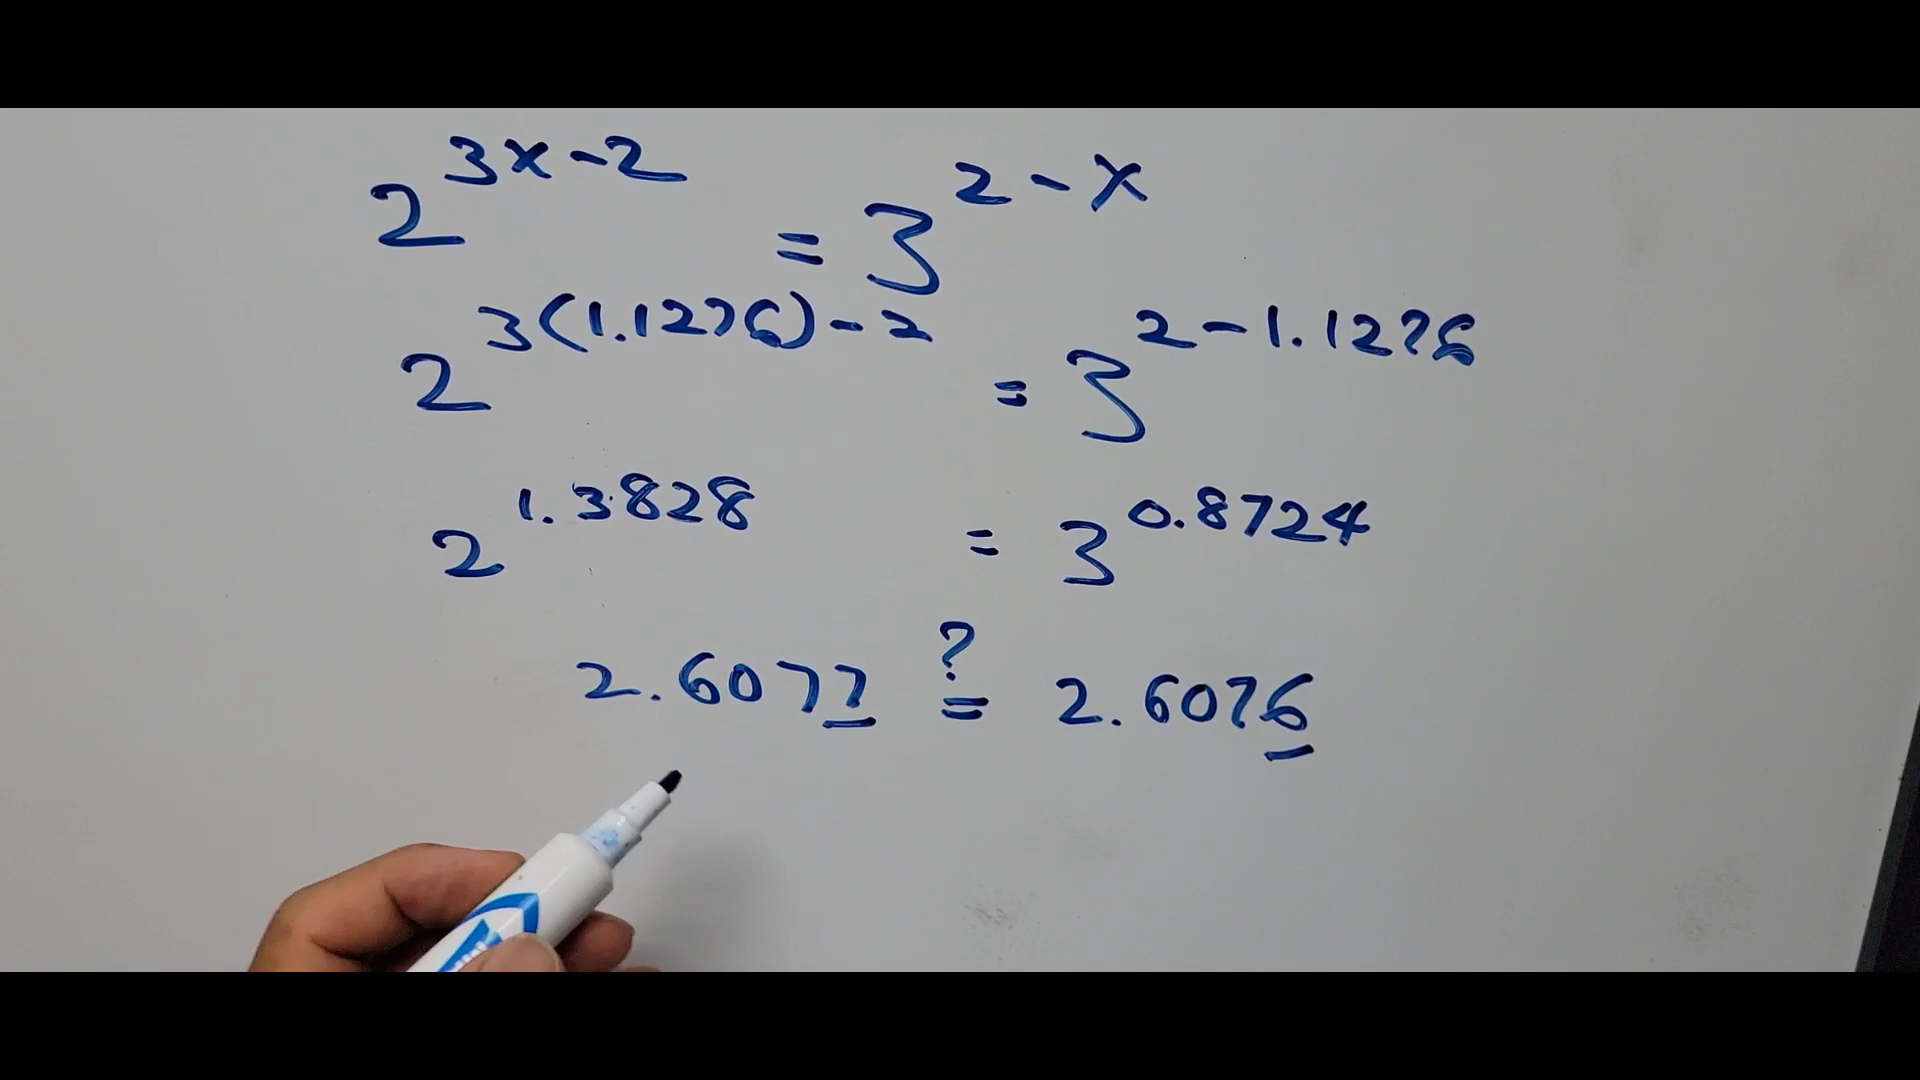 2^{3x-2} = 3^{2-x}
2^{3(1.1276)-2} = 3^{2-1.1276}
2^{1.3828} = 3^{0.8724}
2.6077 ?= 2.6076